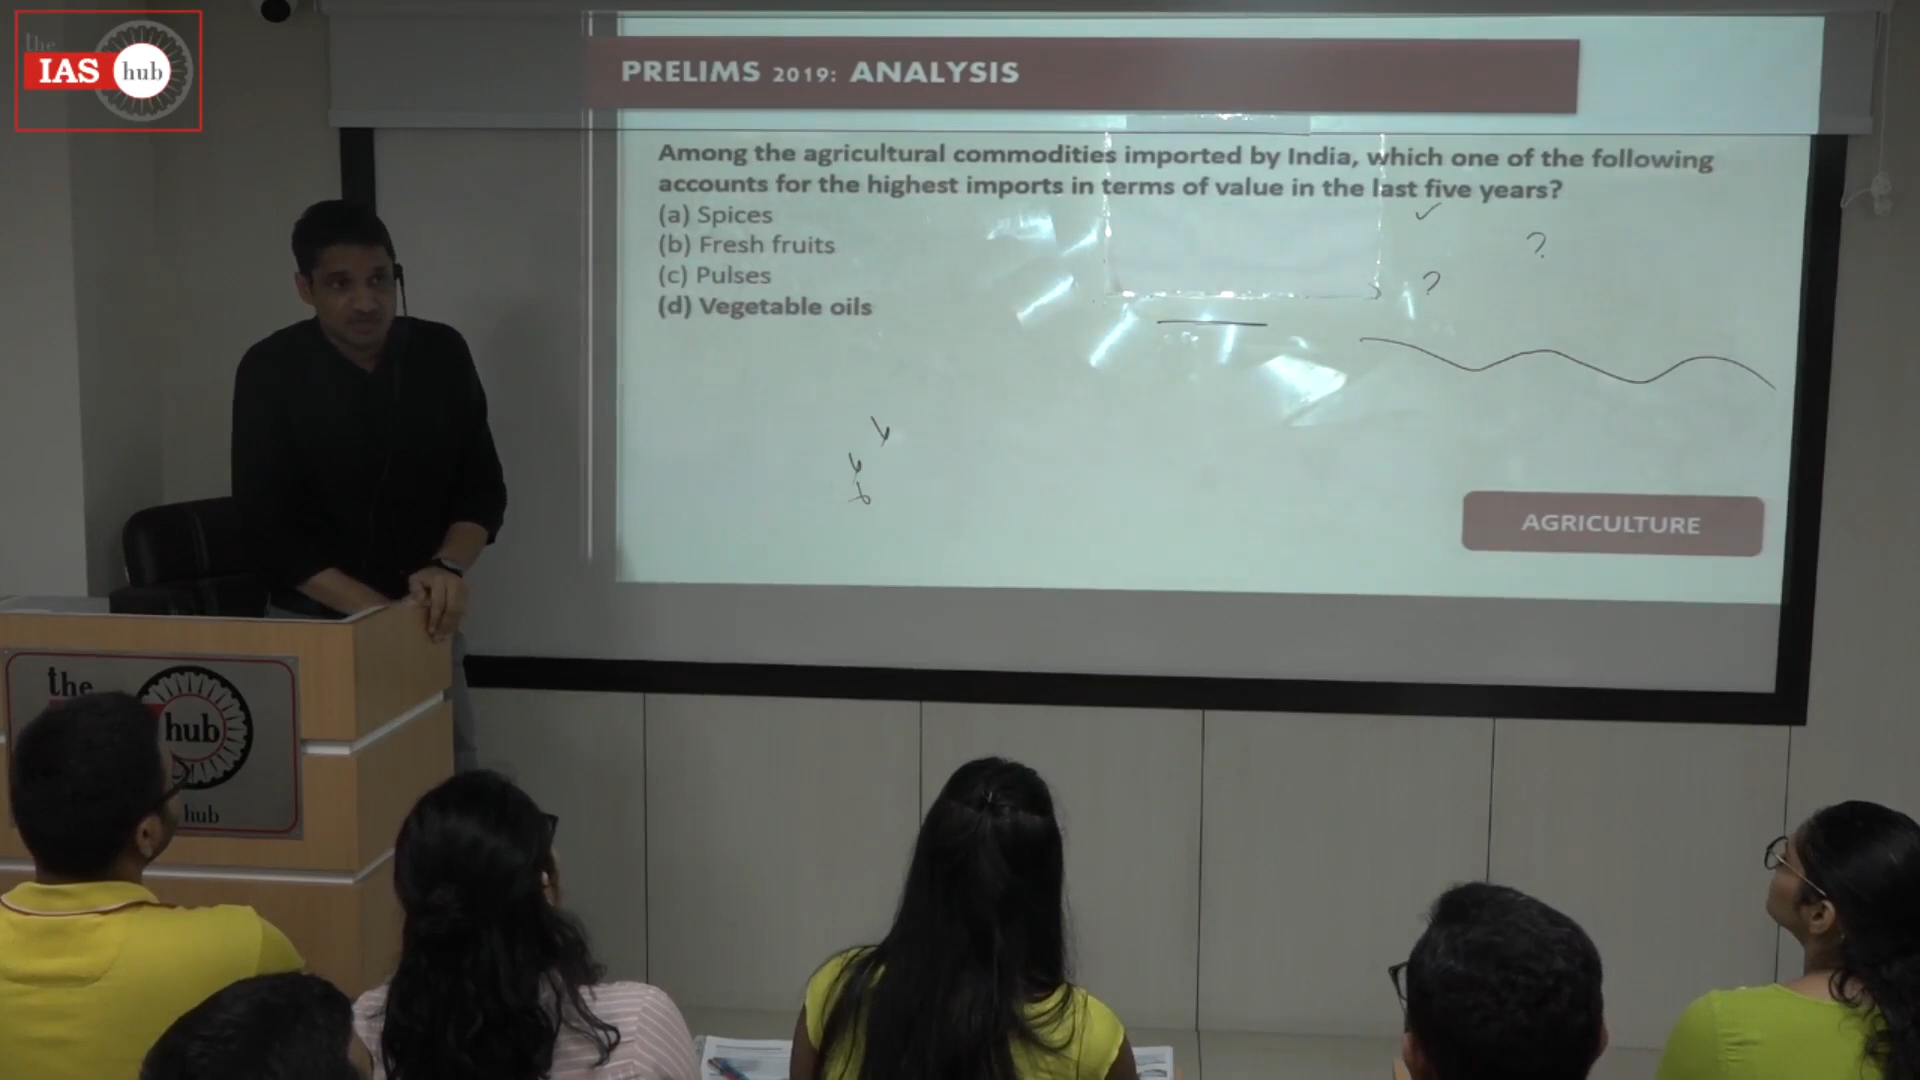 the
IAS hub
PRELIMS 2019: ANALYSIS
Among the agricultural commodities imported by India, which one of the following
accounts for the highest imports in terms of value in the last five years?
(a) Spices
(b) Fresh fruits
(c) Pulses
(d) Vegetable oils
?
?
AGRICULTURE
the
hub
hub